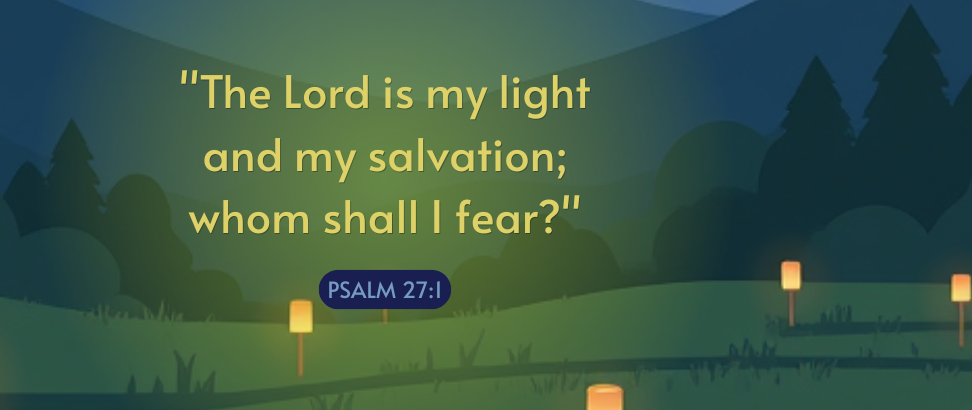 "The Lord is my light
and my salvation;
whom shall I fear?"
PSALM 27:1